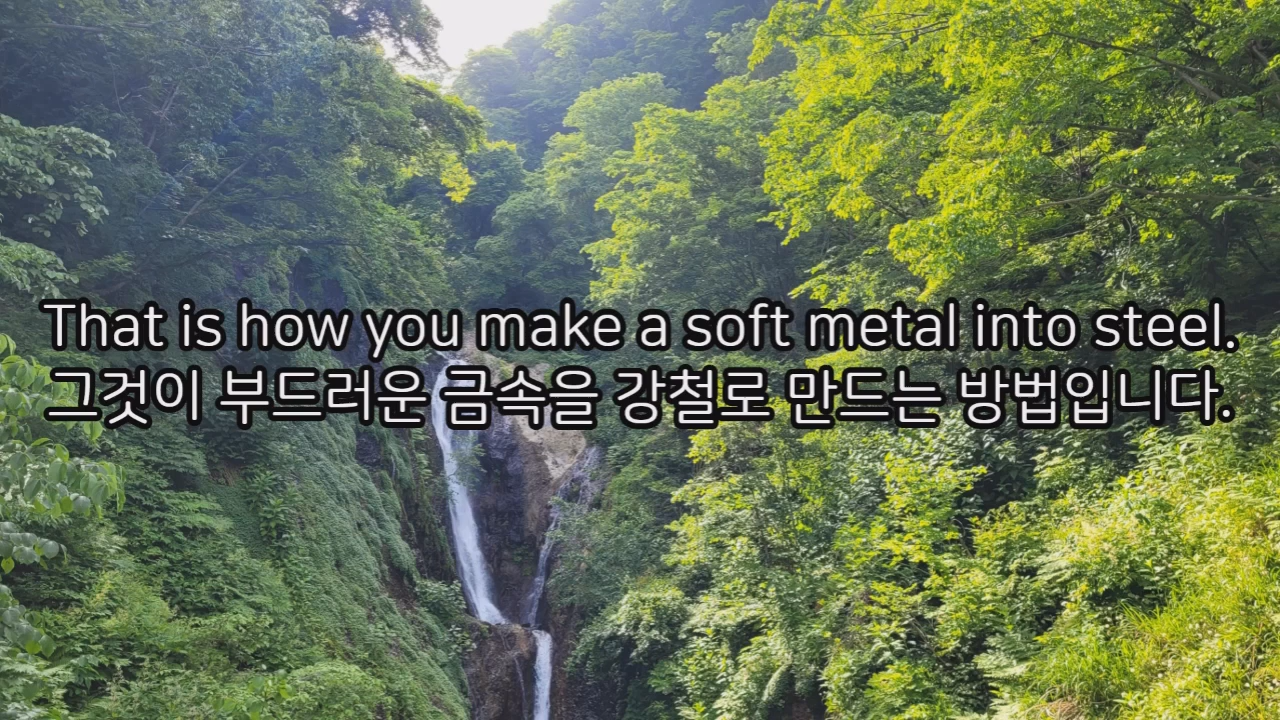 That is how you make a soft metal into steel.
그것이 부드러운 금속을 강철로 만드는 방법입니다.